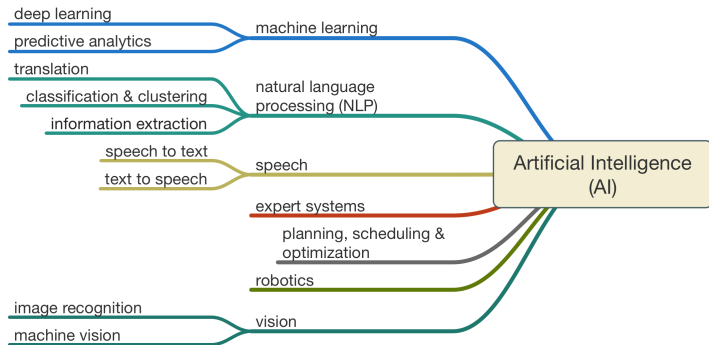 deep learning
predictive analytics
machine learning
translation
classification & clustering
information extraction
natural language
processing (NLP)
speech to text
text to speech
speech
expert systems
planning, scheduling &
optimization
robotics
image recognition
machine vision
vision
Artificial Intelligence
(AI)